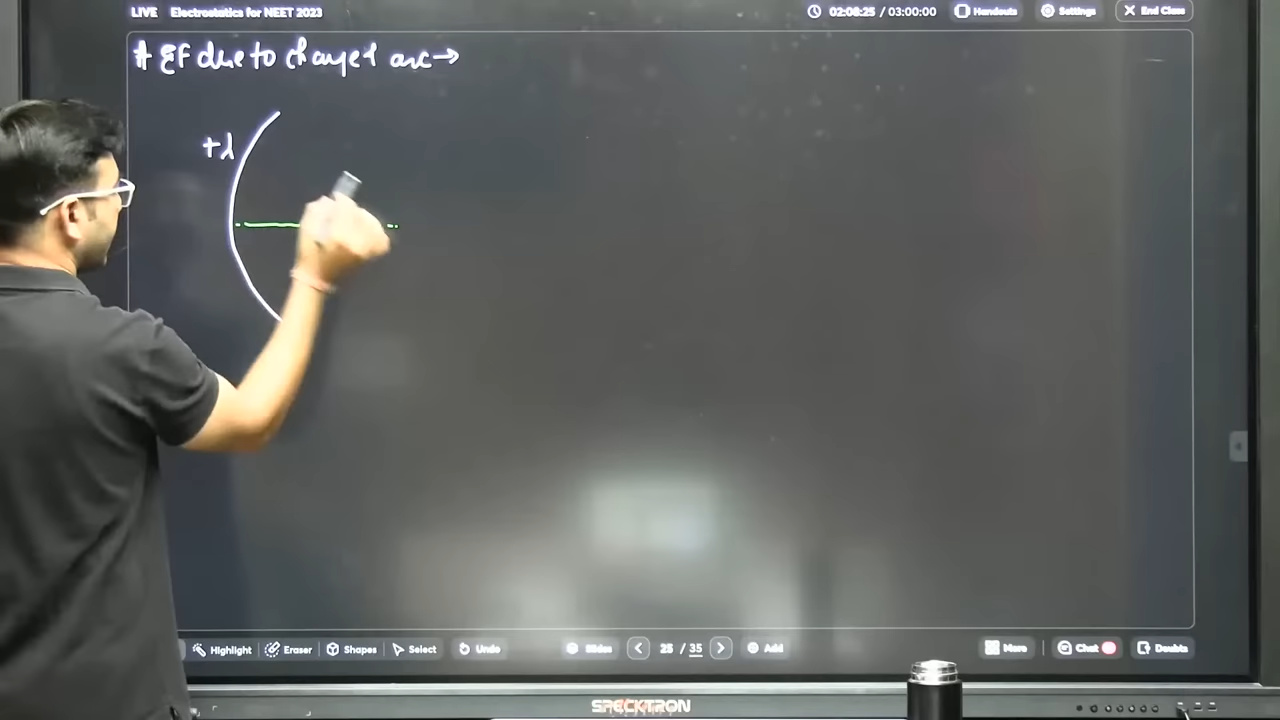 LIVE Electrostatics for NEET 2023
02:08:25 / 03:00:00 Handouts Settings End Class
# EF due to charged arc→
+λ
Highlight Eraser Shapes Select Undo Slides 25 / 35 Add More Chat Doubts
SPECKTRON